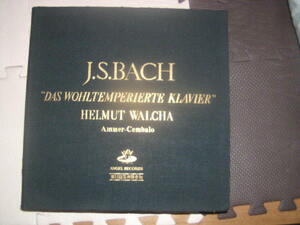 J.S.BACH
"DAS WOHLTEMPERIERTE KLAVIER"
HELMUT WALCHA
Ammer-Cembalo
ANGEL RECORDS